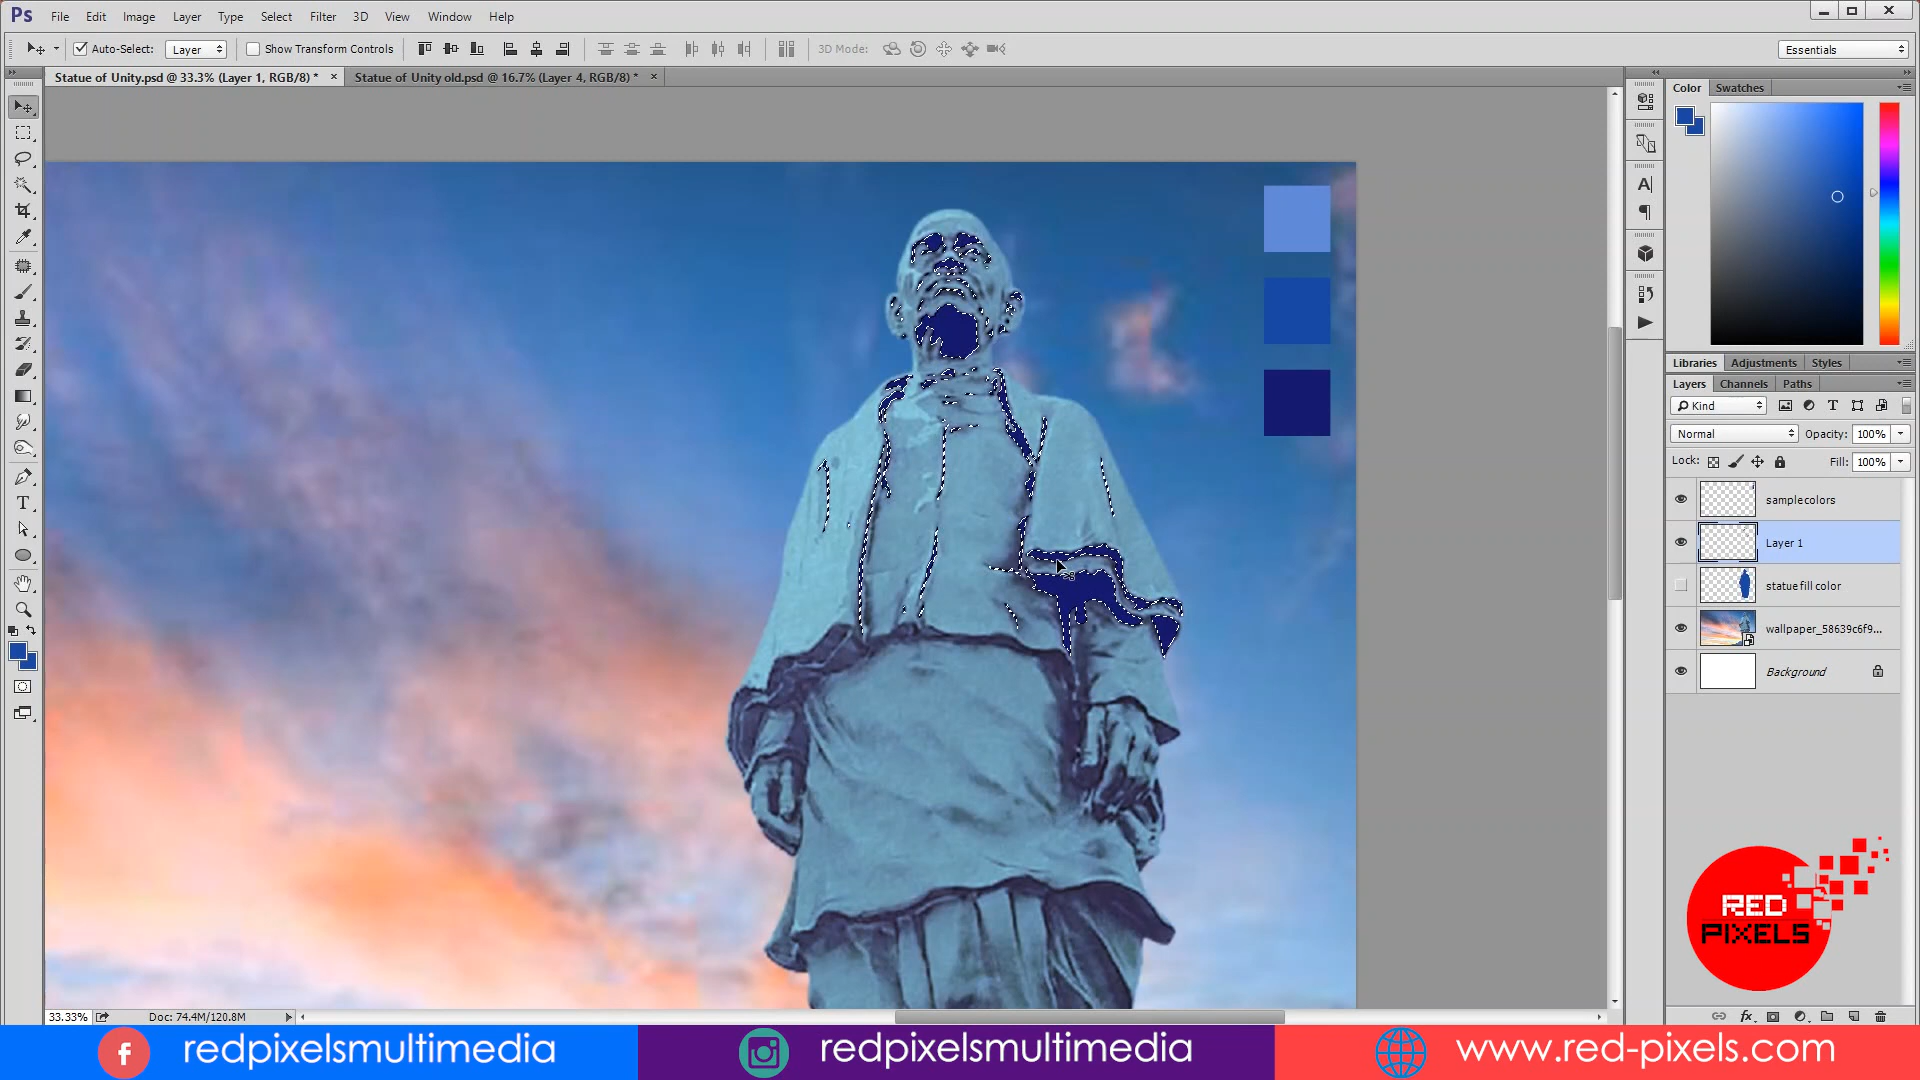 Ps File Edit Image Layer Type Select Filter 3D View Window Help
Auto-Select: Layer Show Transform Controls 3D Mode: Essentials
Statue of Unity.psd @ 33.3% (Layer 1, RGB/8) * × Statue of Unity old.psd @ 16.7% (Layer 4, RGB/8) * ×
Color Swatches
Libraries Adjustments Styles
Layers Channels Paths
Kind
Normal Opacity: 100%
Lock: Fill: 100%
sample colors
Layer 1
statue fill color
wallpaper_58639c6f9...
Background
RED
PIXELS
33.33% Doc: 74.4M/120.8M
fx
redpixelsmultimedia redpixelsmultimedia www.red-pixels.com